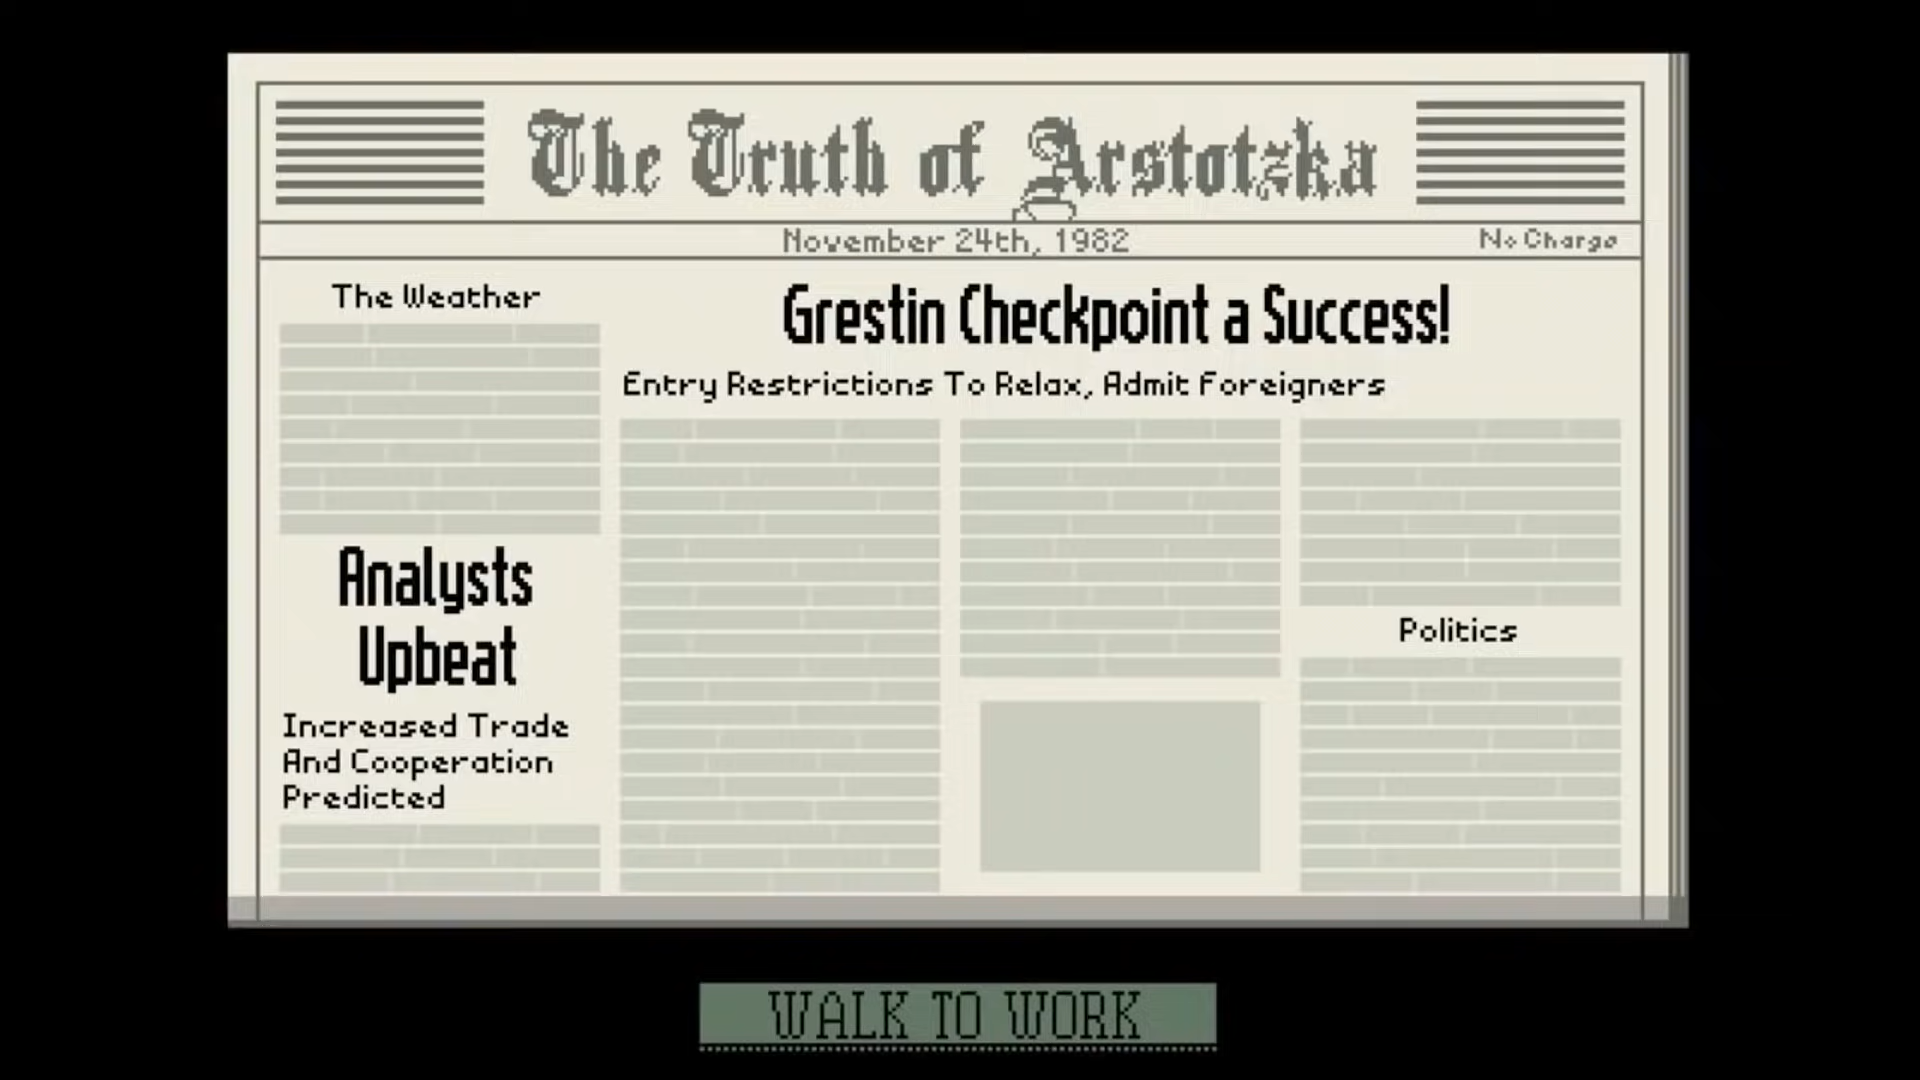 The Truth of Arstotzka
November 24th, 1982
No Charge
The Weather
Analysts
Upbeat
Increased Trade
And Cooperation
Predicted
Grestin Checkpoint a Success!
Entry Restrictions To Relax, Admit Foreigners
Politics
WALK TO WORK